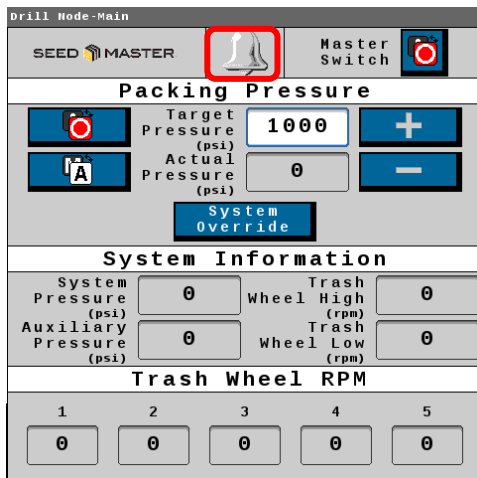 Drill Node-Main
SEED MASTER
Master
Switch
Packing Pressure
Target
Pressure
(psi)
1000
+
A
Actual
Pressure
(psi)
0
−
System
Override
System Information
System
Pressure
(psi)
0
Trash
Wheel High
(rpm)
0
Auxiliary
Pressure
(psi)
0
Trash
Wheel Low
(rpm)
0
Trash Wheel RPM
1 2 3 4 5
0 0 0 0 0